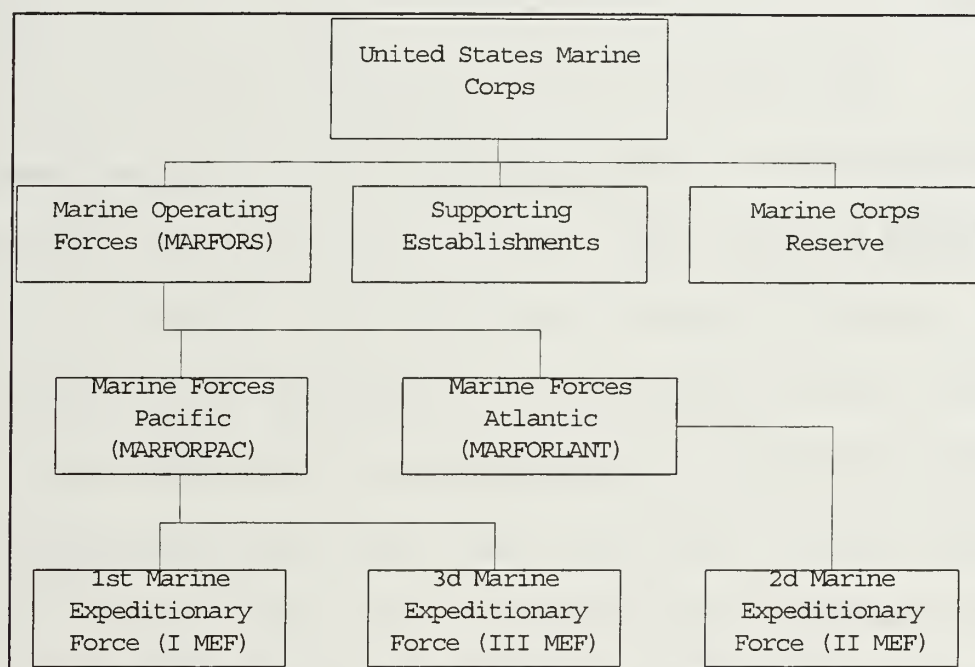 United States Marine
Corps
Marine Operating
Forces (MARFORS)
Supporting
Establishments
Marine Corps
Reserve
Marine Forces
Pacific
(MARFORPAC)
Marine Forces
Atlantic
(MARFORLANT)
1st Marine
Expeditionary
Force (I MEF)
3d Marine
Expeditionary
Force (III MEF)
2d Marine
Expeditionary
Force (II MEF)